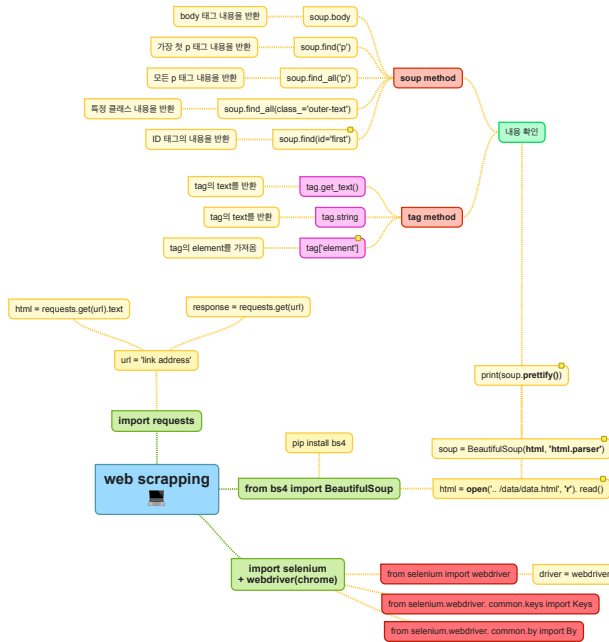 body 태그 내용을 반환
soup.body
가장 첫 p 태그 내용을 반환
soup.find('p')
모든 p 태그 내용을 반환
soup.find_all('p')
soup method
특정 클래스 내용을 반환
soup.find_all(class_='outer-text')
ID 태그의 내용을 반환
soup.find(id='first')
내용 확인
tag의 text를 반환
tag.get_text()
tag의 text를 반환
tag.string
tag method
tag의 element를 가져옴
tag['element']
html = requests.get(url).text
response = requests.get(url)
url = 'link address'
print(soup.prettify())
import requests
pip install bs4
soup = BeautifulSoup(html, 'html.parser')
web scrapping
from bs4 import BeautifulSoup
html = open('.. /data/data.html', 'r'). read()
import selenium
+ webdriver(chrome)
from selenium import webdriver
driver = webdriver
from selenium.webdriver. common.keys import Keys
from selenium.webdriver. common.by import By